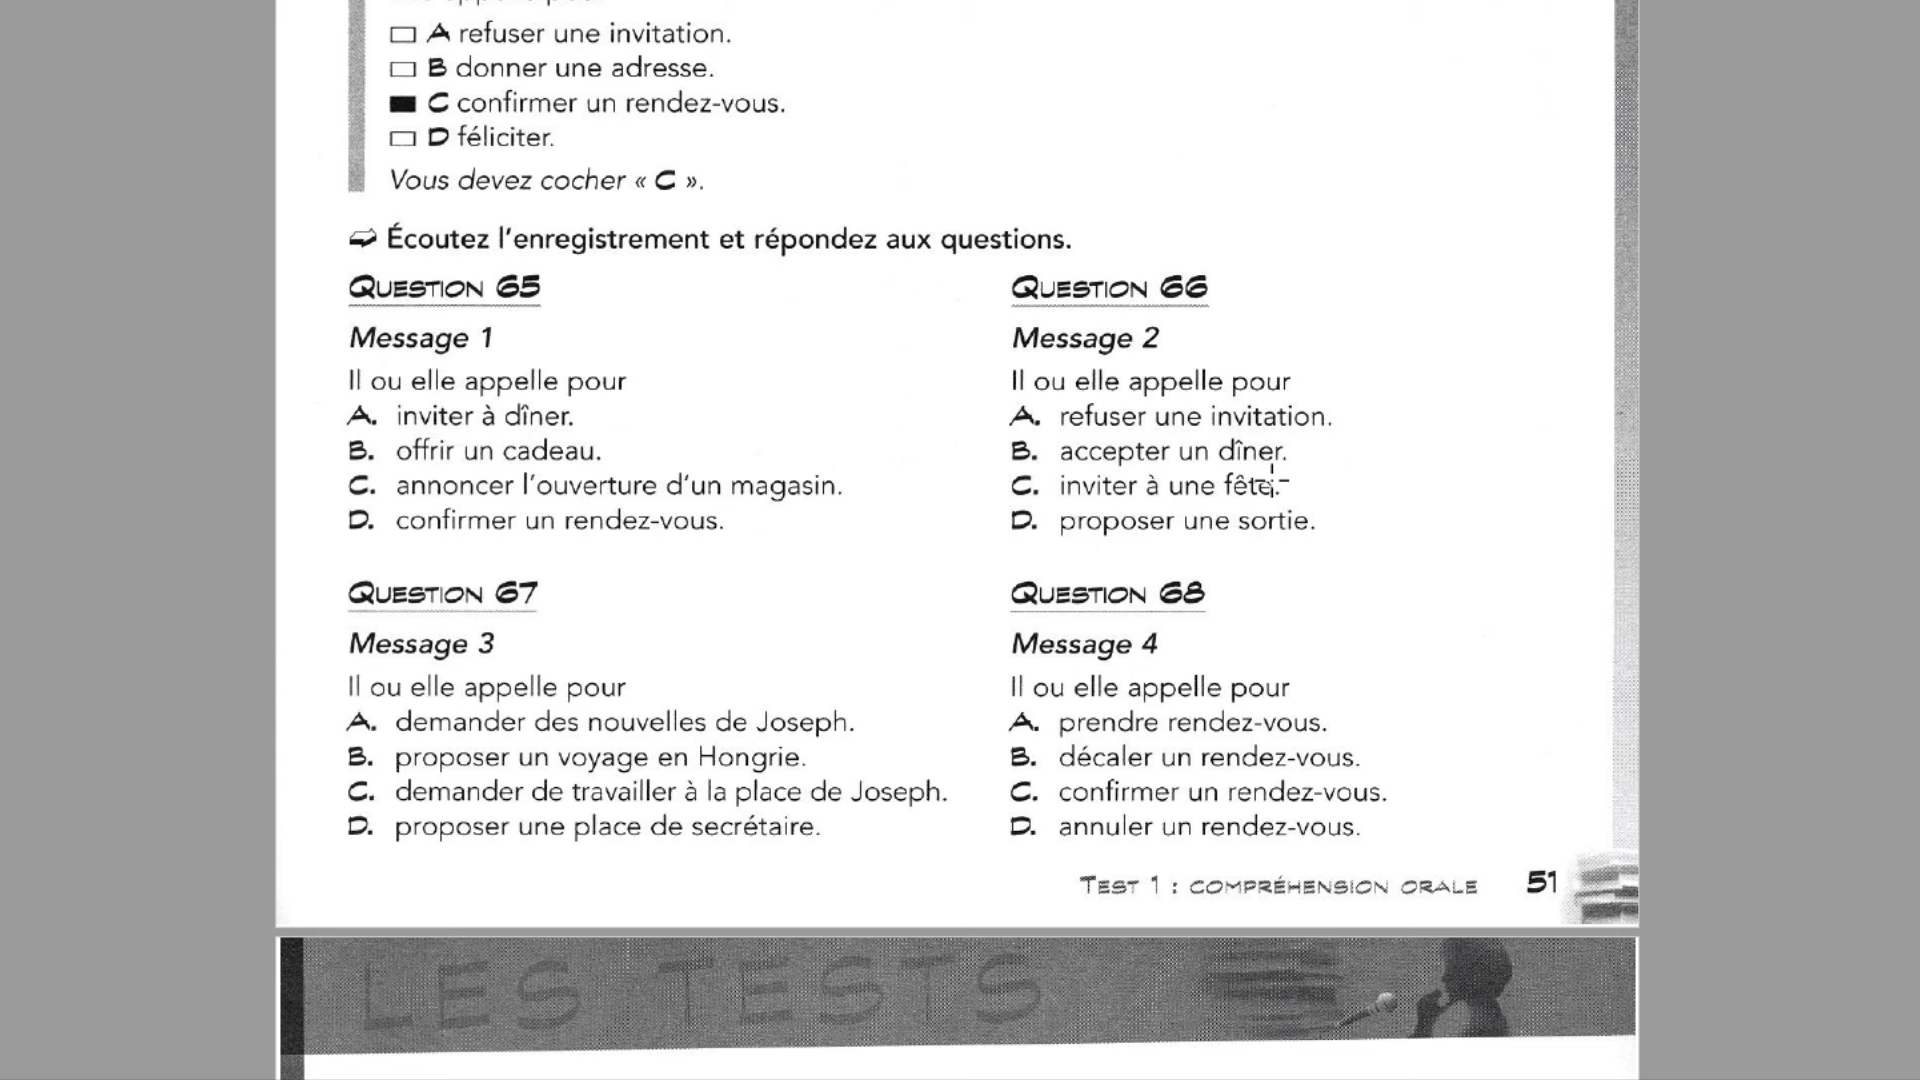 A refuser une invitation.
B donner une adresse.
C confirmer un rendez-vous.
D féliciter.
Vous devez cocher « C ».
Écoutez l'enregistrement et répondez aux questions.
QUESTION 65
Message 1
Il ou elle appelle pour
A. inviter à dîner.
B. offrir un cadeau.
C. annoncer l'ouverture d'un magasin.
D. confirmer un rendez-vous.
QUESTION 66
Message 2
Il ou elle appelle pour
A. refuser une invitation.
B. accepter un dîner.
C. inviter à une fête.
D. proposer une sortie.
QUESTION 67
Message 3
Il ou elle appelle pour
A. demander des nouvelles de Joseph.
B. proposer un voyage en Hongrie.
C. demander de travailler à la place de Joseph.
D. proposer une place de secrétaire.
QUESTION 68
Message 4
Il ou elle appelle pour
A. prendre rendez-vous.
B. décaler un rendez-vous.
C. confirmer un rendez-vous.
D. annuler un rendez-vous.
TEST 1 : COMPRÉHENSION ORALE 51
LES TESTS